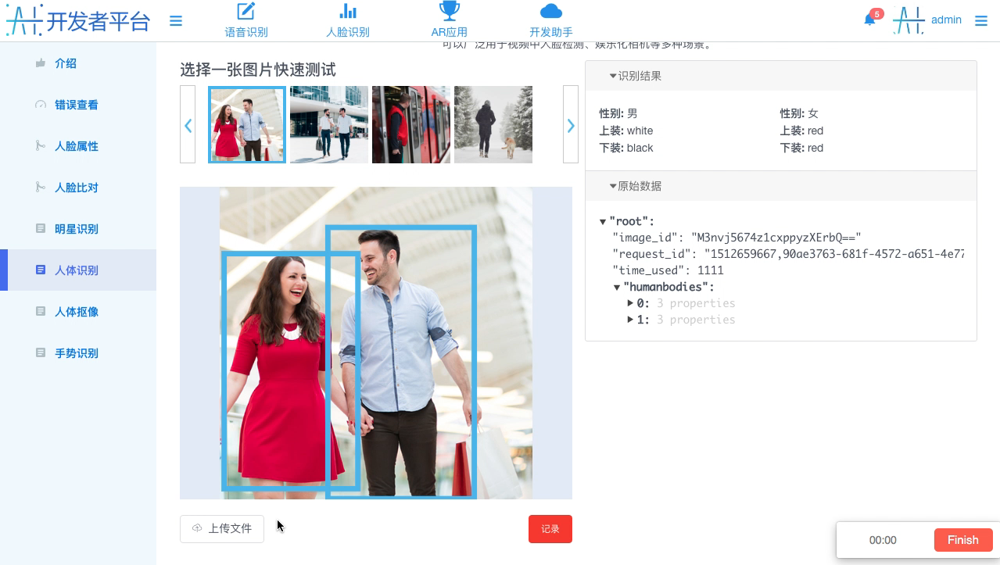 AI 开发者平台
语音识别
人脸识别
AR应用
开发助手
5
admin
介绍
错误查看
人脸属性
人脸比对
明星识别
人体识别
人体抠像
手势识别
可以广泛用于视频中人脸检测、娱乐化相机等多种场景。
选择一张图片快速测试
上传文件
记录
识别结果
性别: 男
上装: white
下装: black
性别: 女
上装: red
下装: red
原始数据
"root":
"image_id": "M3nvj5674z1cxppyzXErbQ=="
"request_id": "1512659667,90ae3763-681f-4572-a651-4e77
"time_used": 1111
"humanbodies":
0: 3 properties
1: 3 properties
00:00
Finish